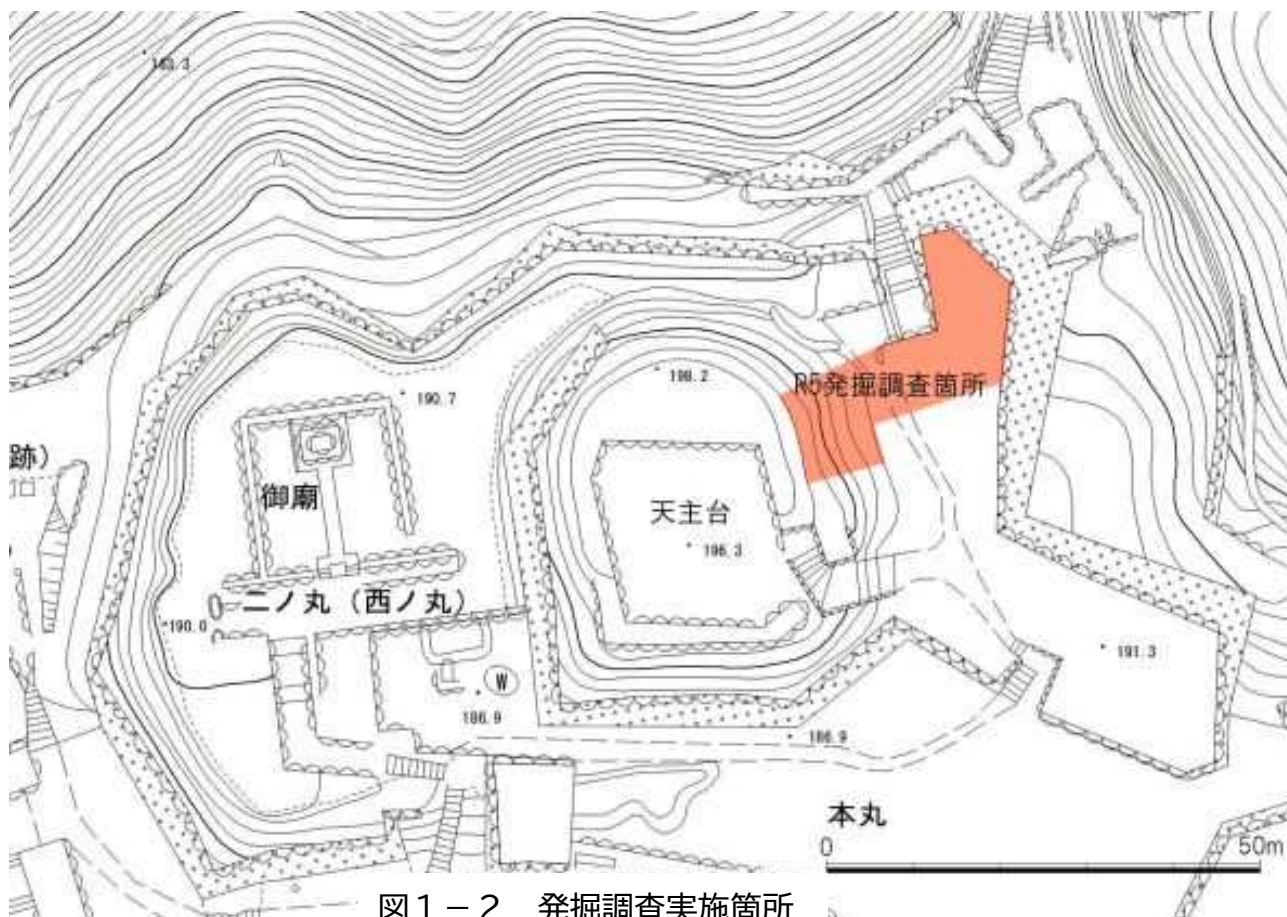 183.3
198.2
R5発掘調査箇所
190.7
跡)
御廟
天主台
196.3
二ノ丸（西ノ丸）
190.0
191.3
W
186.9
186.9
本丸
0
50m
図１－２　発掘調査実施箇所